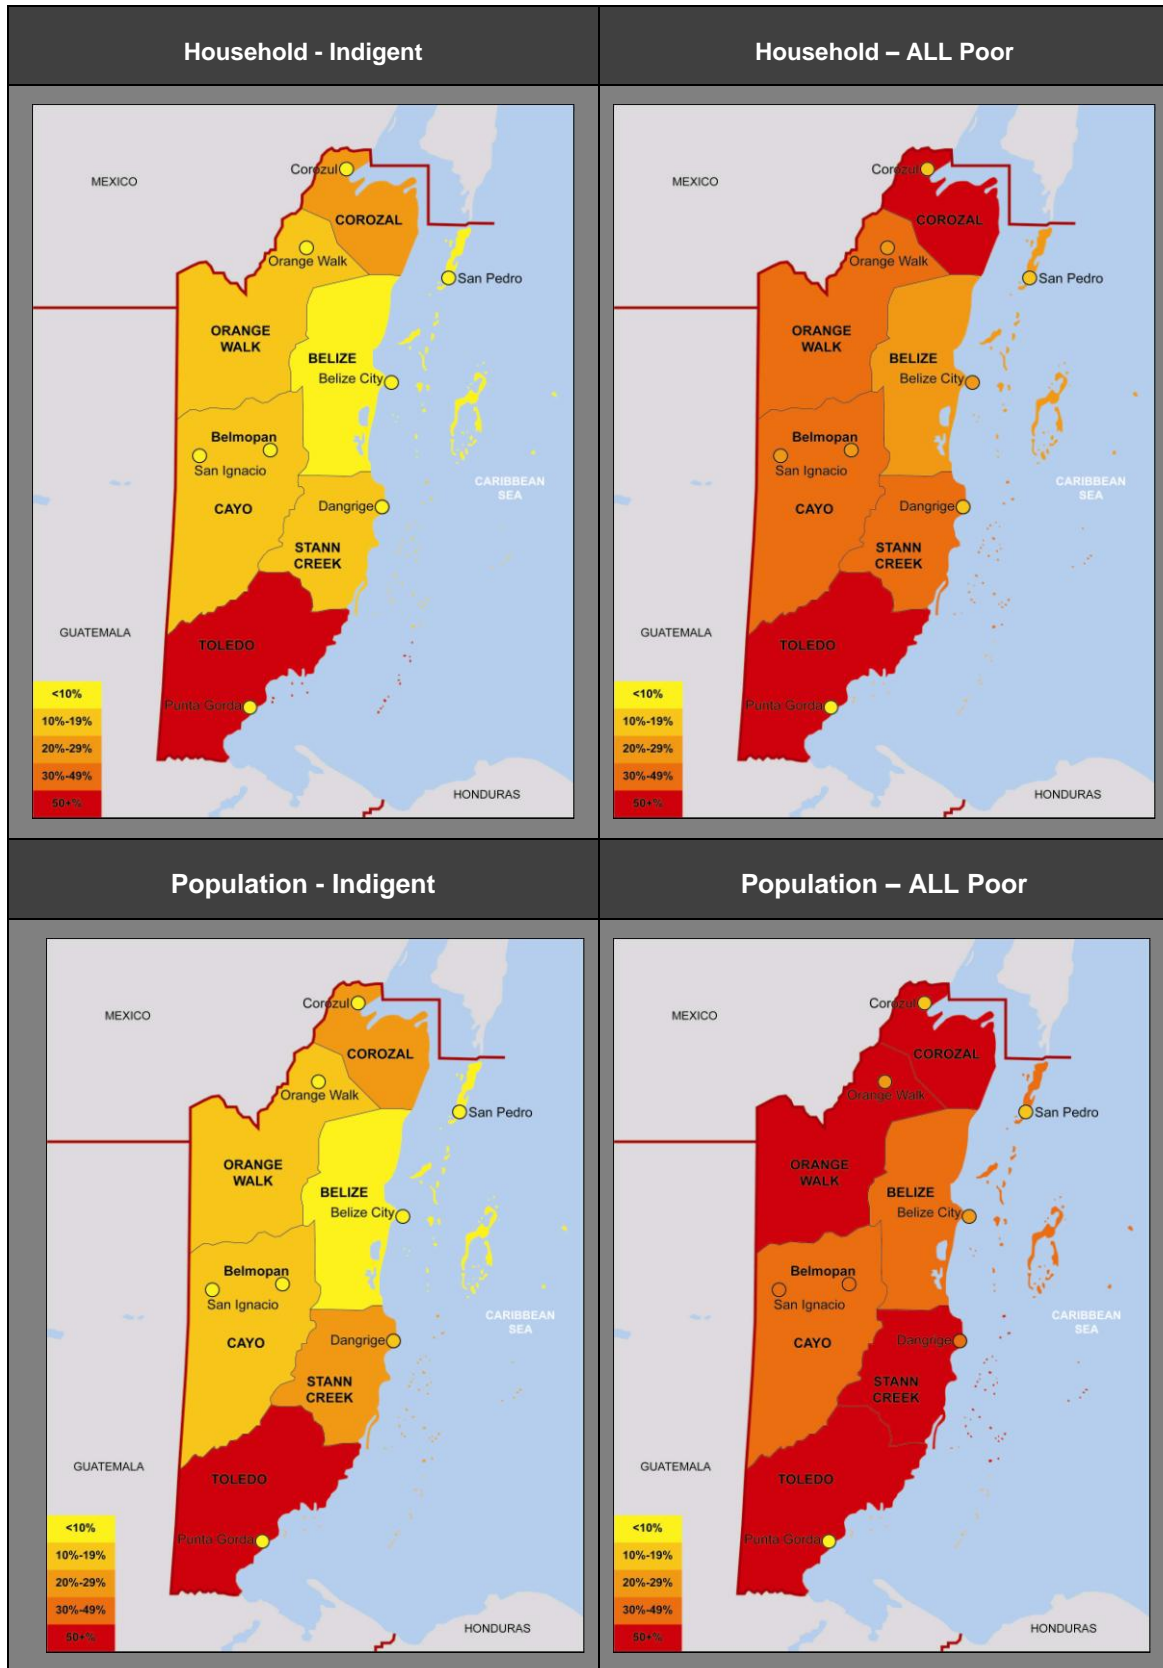 Household - Indigent
Household – ALL Poor
Corozul
MEXICO
COROZAL
Orange Walk
San Pedro
ORANGE
WALK
BELIZE
Belize City
Belmopan
San Ignacio
CARIBBEAN
SEA
CAYO
Dangrige
STANN
CREEK
GUATEMALA
TOLEDO
<10%
Punta Gorda
10%-19%
20%-29%
30%-49%
HONDURAS
50+%
Corozul
MEXICO
COROZAL
Orange Walk
San Pedro
ORANGE
WALK
BELIZE
Belize City
Belmopan
San Ignacio
CARIBBEAN
SEA
CAYO
Dangrige
STANN
CREEK
GUATEMALA
TOLEDO
<10%
Punta Gorda
10%-19%
20%-29%
30%-49%
HONDURAS
50+%
Population - Indigent
Population – ALL Poor
Corozul
MEXICO
COROZAL
Orange Walk
San Pedro
ORANGE
WALK
BELIZE
Belize City
Belmopan
San Ignacio
CARIBBEAN
SEA
CAYO
Dangrige
STANN
CREEK
GUATEMALA
TOLEDO
<10%
Punta Gorda
10%-19%
20%-29%
30%-49%
HONDURAS
50+%
Corozul
MEXICO
COROZAL
Orange Walk
San Pedro
ORANGE
WALK
BELIZE
Belize City
Belmopan
San Ignacio
CARIBBEAN
SEA
CAYO
Dangrige
STANN
CREEK
GUATEMALA
TOLEDO
<10%
Punta Gorda
10%-19%
20%-29%
30%-49%
HONDURAS
50+%